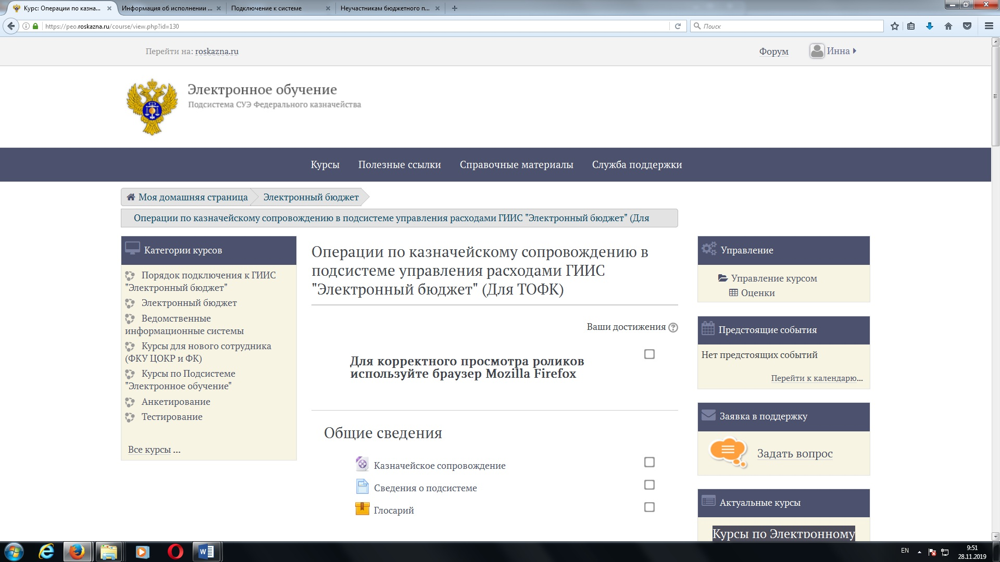 Курс: Операции по казна...
Информация об исполнении ...
Подключение к системе
Неучастникам бюджетного п...
https://peo.roskazna.ru/course/view.php?id=130
Поиск
Перейти на: roskazna.ru
Форум
Инна
Электронное обучение
Подсистема СУЭ Федерального казначейства
Курсы
Полезные ссылки
Справочные материалы
Служба поддержки
Моя домашняя страница
Электронный бюджет
Операции по казначейскому сопровождению в подсистеме управления расходами ГИИС "Электронный бюджет" (Для
Категории курсов
Порядок подключения к ГИИС
"Электронный бюджет"
Электронный бюджет
Ведомственные
информационные системы
Курсы для нового сотрудника
(ФКУ ЦОКР и ФК)
Курсы по Подсистеме
"Электронное обучение"
Анкетирование
Тестирование
Все курсы ...
Операции по казначейскому сопровождению в
подсистеме управления расходами ГИИС
"Электронный бюджет" (Для ТОФК)
Ваши достижения
Для корректного просмотра роликов
используйте браузер Mozilla Firefox
Общие сведения
Казначейское сопровождение
Сведения о подсистеме
Глосарий
Управление
Управление курсом
Оценки
Предстоящие события
Нет предстоящих событий
Перейти к календарю...
Заявка в поддержку
Задать вопрос
Актуальные курсы
Курсы по Электронному
EN
9:51
28.11.2019